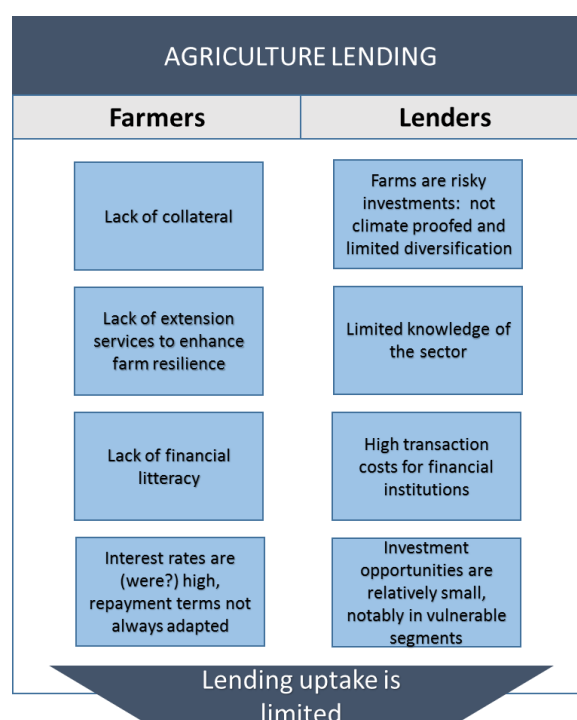 AGRICULTURE LENDING
Farmers
Lenders
Lack of collateral
Farms are risky
investments:  not
climate proofed and
limited diversification
Lack of extension
services to enhance
farm resilience
Limited knowledge of
the sector
Lack of financial
litteracy
High transaction
costs for financial
institutions
Interest rates are
(were?) high,
repayment terms not
always adapted
Investment
opportunities are
relatively small,
notably in vulnerable
segments
Lending uptake is
limited